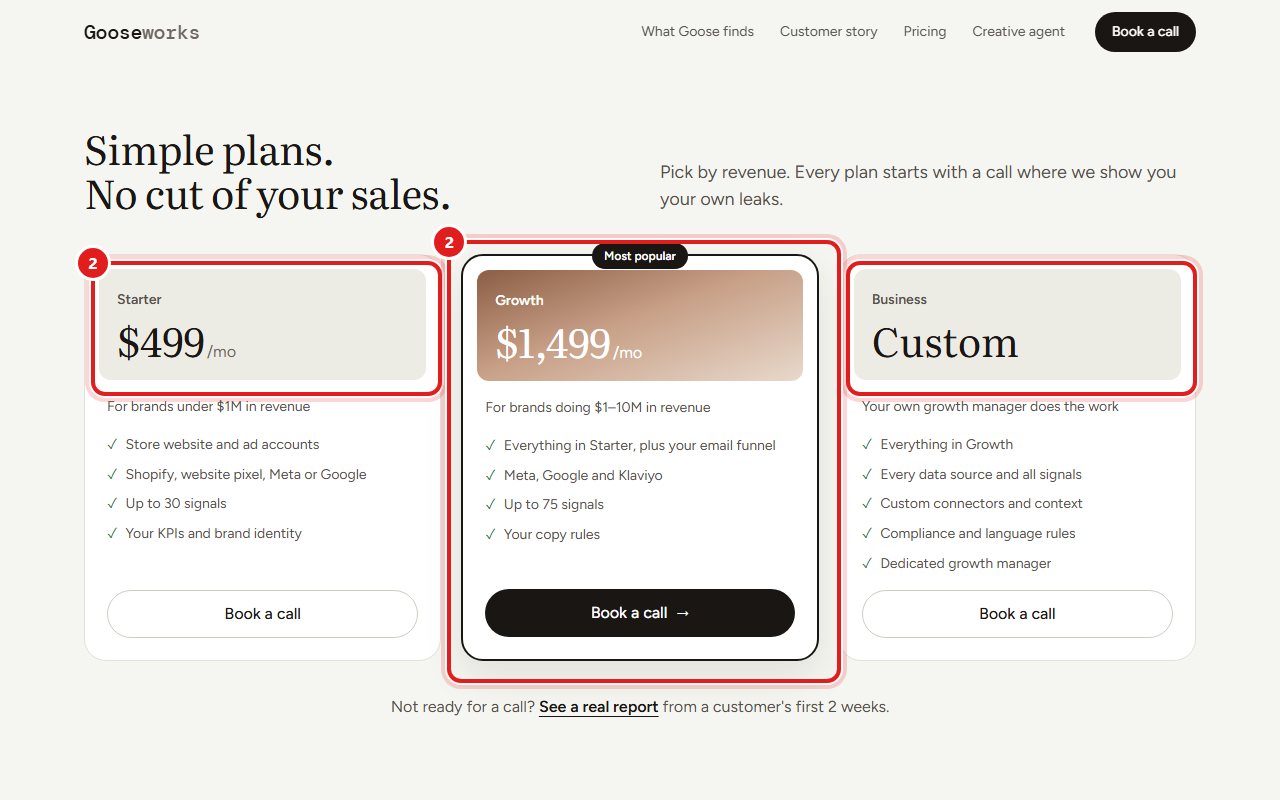 Gooseworks
What Goose finds
Customer story
Pricing
Creative agent
Book a call
Simple plans.
No cut of your sales.
Pick by revenue. Every plan starts with a call where we show you
your own leaks.
2
Starter
$499/mo
For brands under $1M in revenue
✓ Store website and ad accounts
✓ Shopify, website pixel, Meta or Google
✓ Up to 30 signals
✓ Your KPIs and brand identity
Book a call
2
Most popular
Growth
$1,499/mo
For brands doing $1–10M in revenue
✓ Everything in Starter, plus your email funnel
✓ Meta, Google and Klaviyo
✓ Up to 75 signals
✓ Your copy rules
Book a call →
Business
Custom
Your own growth manager does the work
✓ Everything in Growth
✓ Every data source and all signals
✓ Custom connectors and context
✓ Compliance and language rules
✓ Dedicated growth manager
Book a call
Not ready for a call? See a real report from a customer's first 2 weeks.